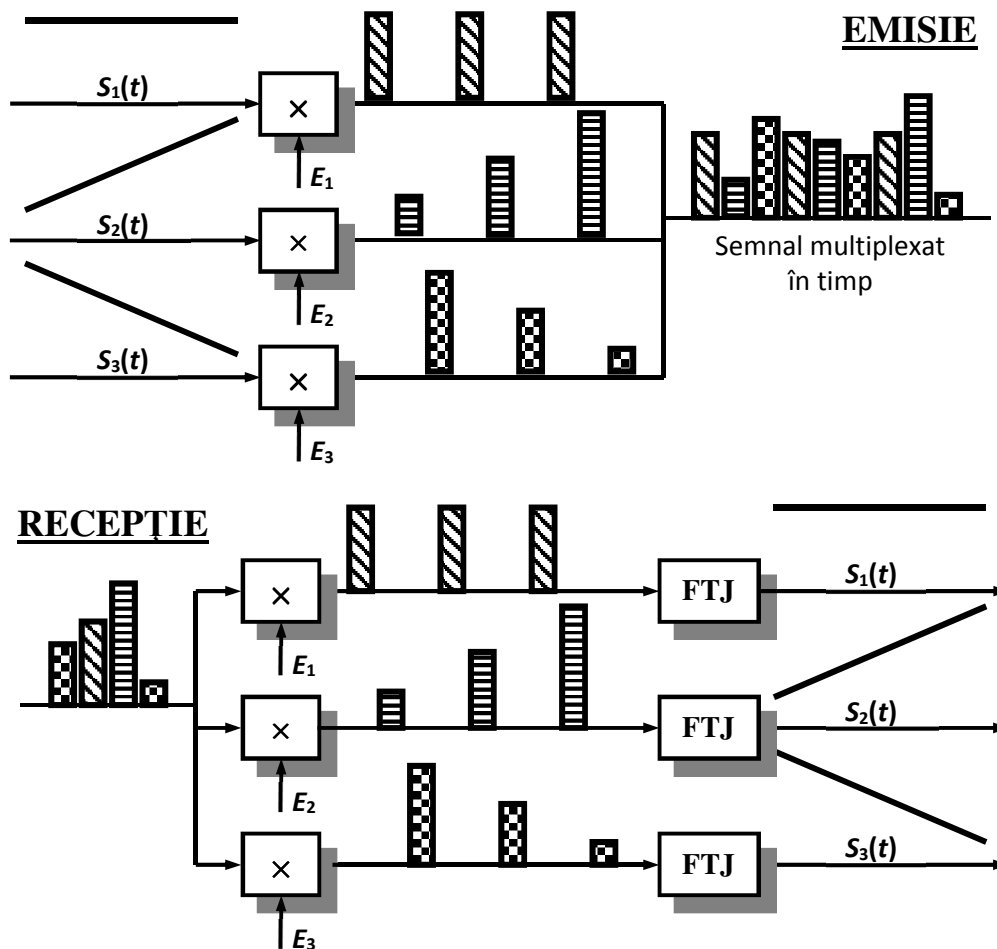 EMISIE
S1(t)
×
E1
S2(t)
×
E2
Semnal multiplexat
în timp
S3(t)
×
E3
RECEPȚIE
×
FTJ
S1(t)
E1
×
FTJ
S2(t)
E2
×
FTJ
S3(t)
E3